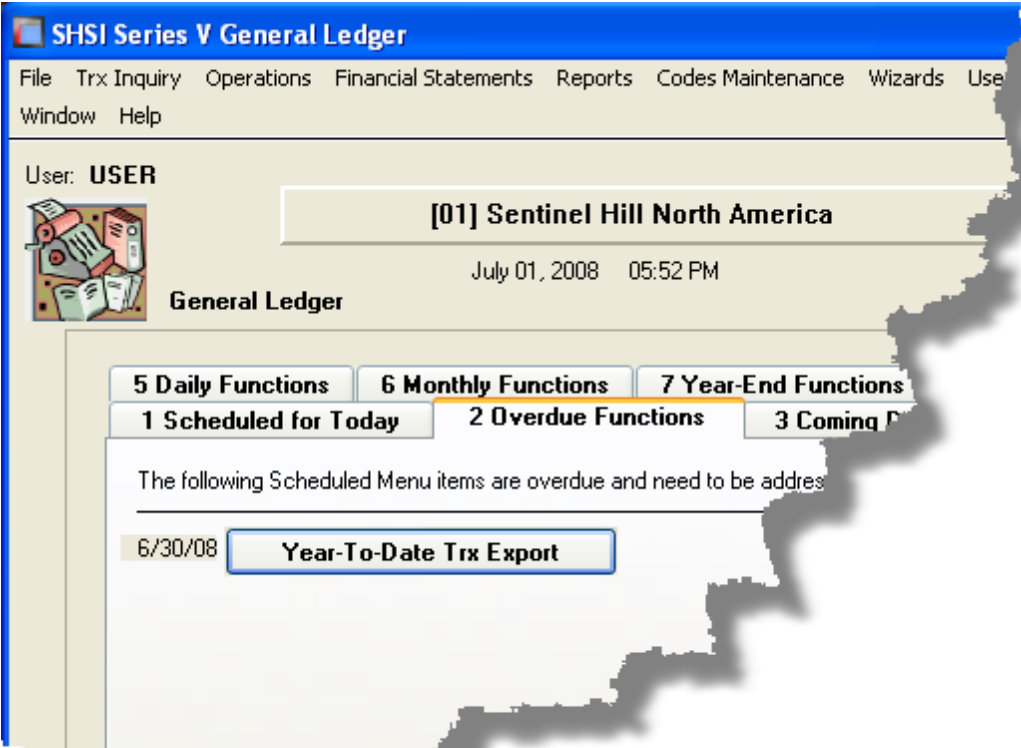 SHSI Series V General Ledger
File Trx Inquiry Operations Financial Statements Reports Codes Maintenance Wizards
Window Help
User: USER
[01] Sentinel Hill North America
July 01, 2008 05:52 PM
General Ledger
5 Daily Functions 6 Monthly Functions 7 Year-End Functions
1 Scheduled for Today 2 Overdue Functions 3 Coming
The following Scheduled Menu items are overdue and need to be
6/30/08 Year-To-Date Trx Export